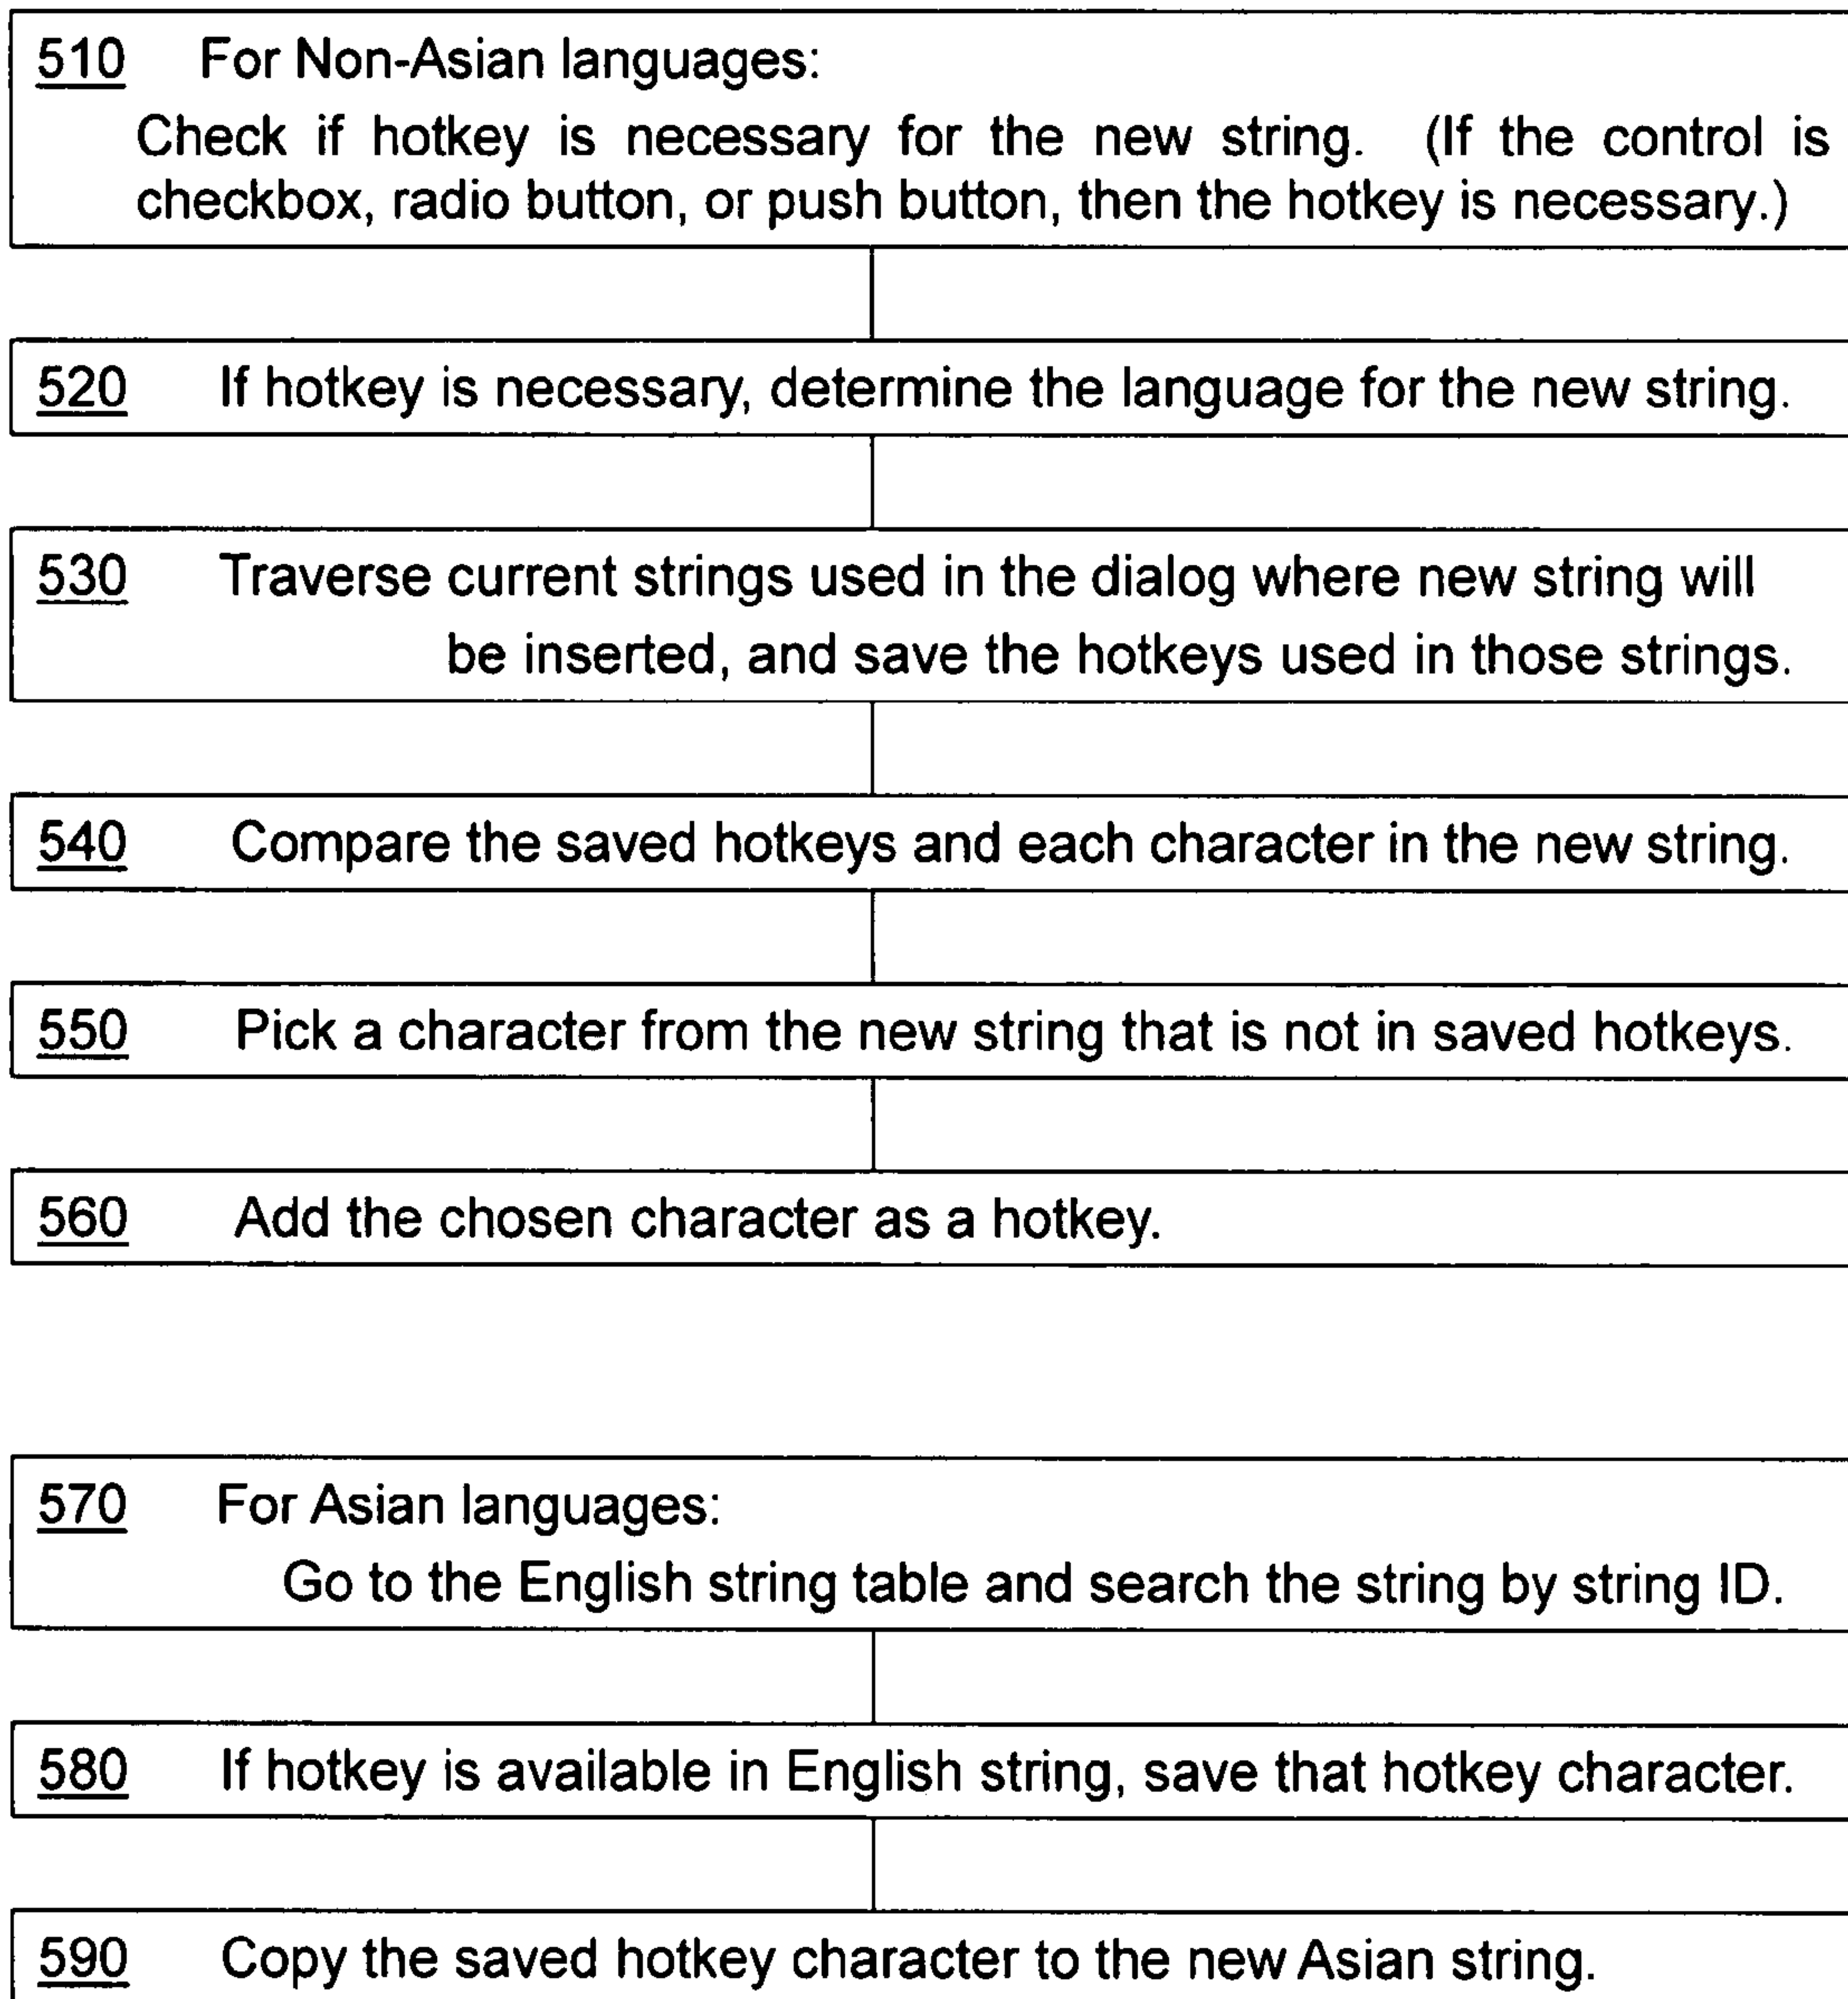 510 For Non-Asian languages:
Check if hotkey is necessary for the new string. (If the control is
checkbox, radio button, or push button, then the hotkey is necessary.)
520 If hotkey is necessary, determine the language for the new string.
530 Traverse current strings used in the dialog where new string will
be inserted, and save the hotkeys used in those strings.
540 Compare the saved hotkeys and each character in the new string.
550 Pick a character from the new string that is not in saved hotkeys.
560 Add the chosen character as a hotkey.
570 For Asian languages:
Go to the English string table and search the string by string ID.
580 If hotkey is available in English string, save that hotkey character.
590 Copy the saved hotkey character to the new Asian string.